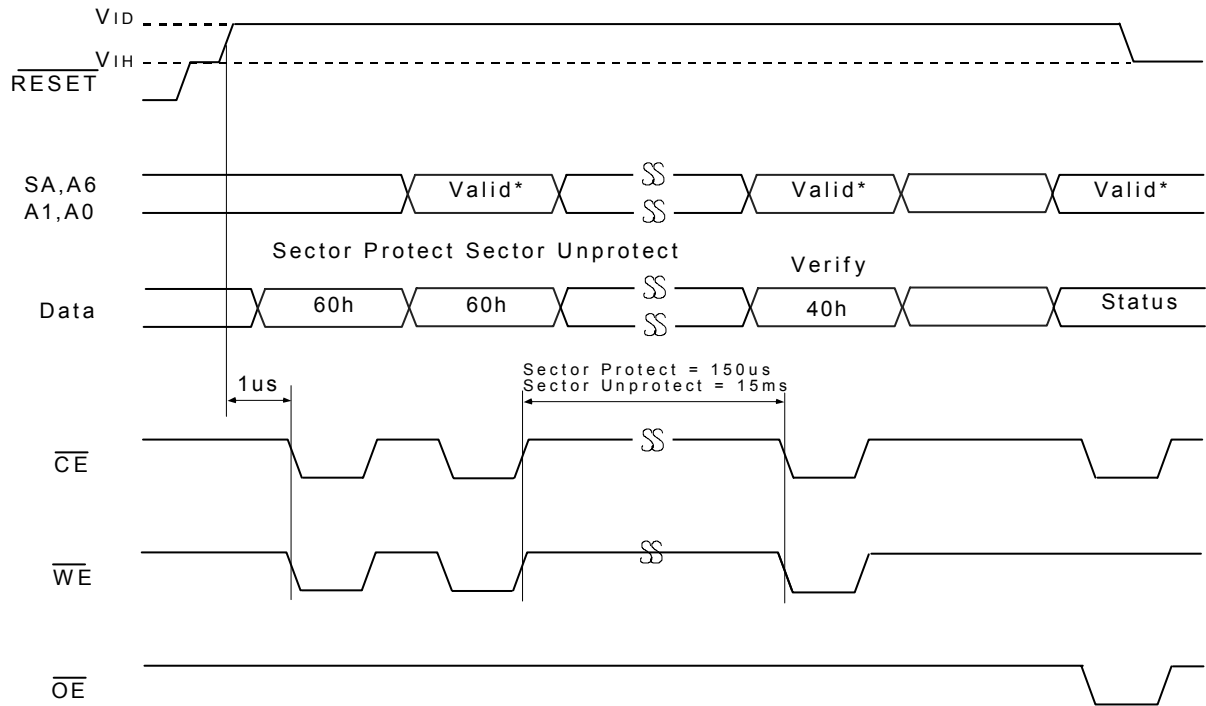 VID
VIH
RESET
SA,A6
A1,A0
Valid*
Valid*
Valid*
Sector Protect Sector Unprotect
Verify
Data
60h
60h
40h
Status
1us
Sector Protect = 150us
Sector Unprotect = 15ms
CE
WE
OE